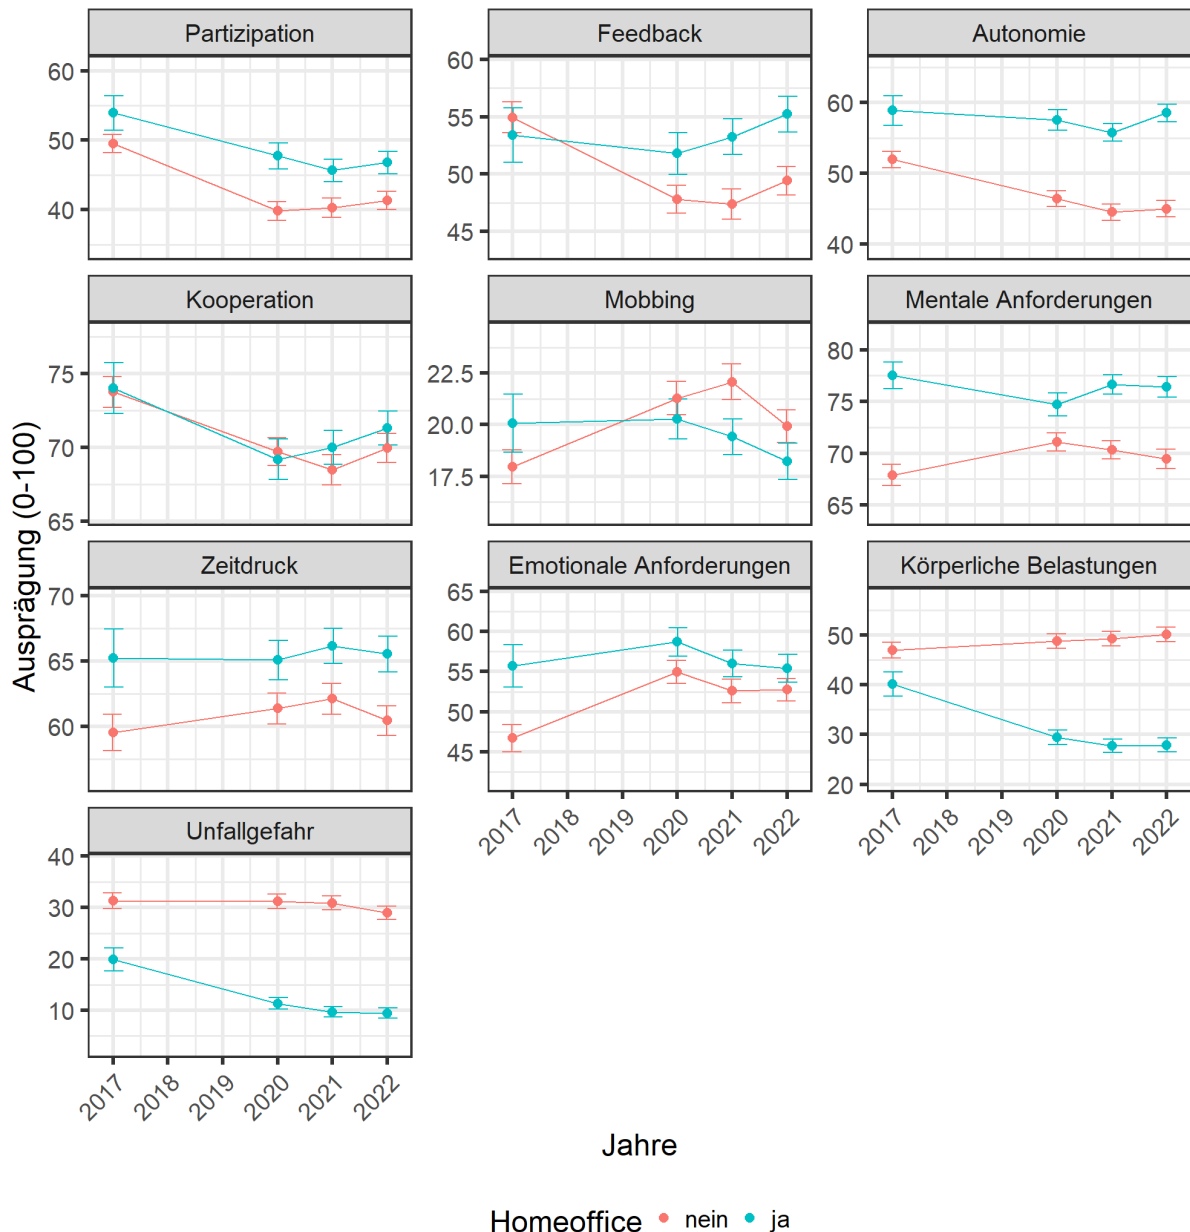 Partizipation
60
50
40
Feedback
60
55
50
45
Autonomie
60
50
40
Kooperation
75
70
65
Mobbing
22.5
20.0
17.5
Mentale Anforderungen
80
75
70
65
Ausprägung (0-100)
Zeitdruck
70
65
60
Emotionale Anforderungen
65
60
55
50
45
2017 2018 2019 2020 2021 2022
Körperliche Belastungen
50
40
30
20
2017 2018 2019 2020 2021 2022
Unfallgefahr
40
30
20
10
2017 2018 2019 2020 2021 2022
Jahre
Homeoffice nein ja